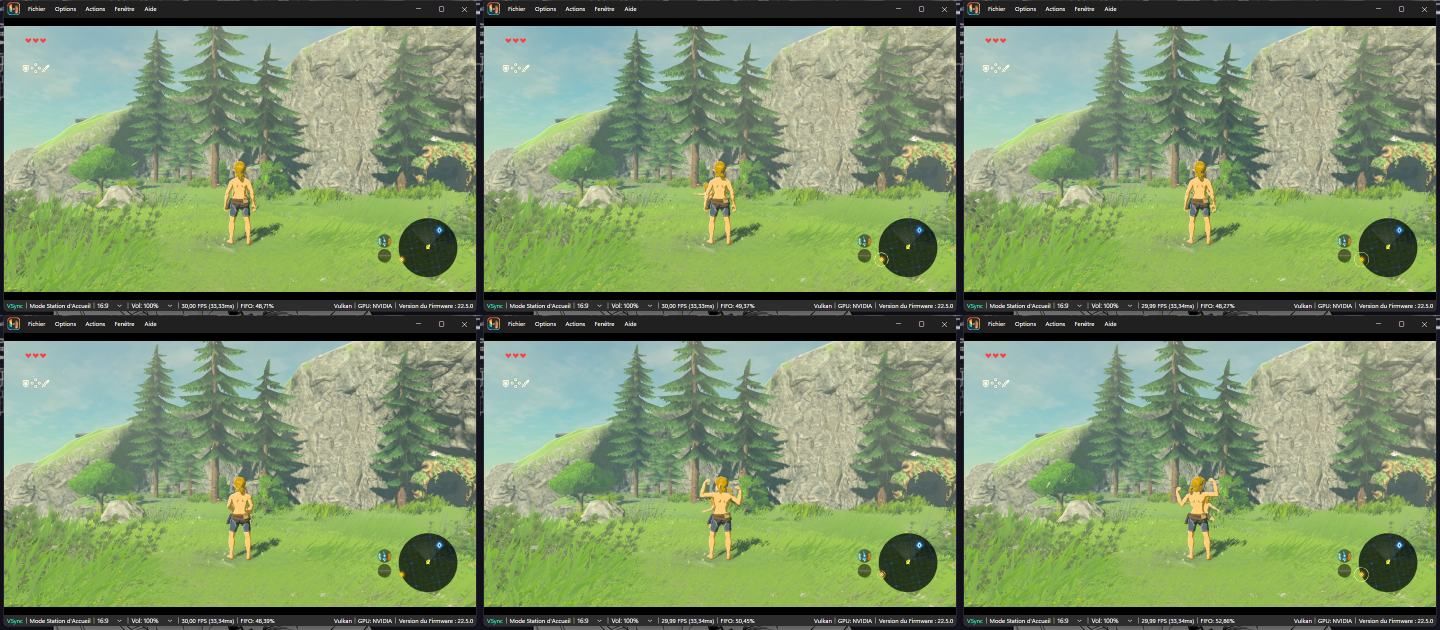 Fichier Options Actions Fenêtre Aide
Fichier Options Actions Fenêtre Aide
Fichier Options Actions Fenêtre Aide
VSync | Mode Station d'Accueil | 16:9 | Vol: 100% | 30,00 FPS (33,33ms) | FIFO: 48,71% Vulkan | GPU: NVIDIA | Version du Firmware : 22.5.0
VSync | Mode Station d'Accueil | 16:9 | Vol: 100% | 30,00 FPS (33,34ms) | FIFO: 49,37% Vulkan | GPU: NVIDIA | Version du Firmware : 22.5.0
VSync | Mode Station d'Accueil | 16:9 | Vol: 100% | 29,99 FPS (33,34ms) | FIFO: 48,27% Vulkan | GPU: NVIDIA | Version du Firmware : 22.5.0
Fichier Options Actions Fenêtre Aide
Fichier Options Actions Fenêtre Aide
Fichier Options Actions Fenêtre Aide
VSync | Mode Station d'Accueil | 16:9 | Vol: 100% | 30,00 FPS (33,34ms) | FIFO: 48,39% Vulkan | GPU: NVIDIA | Version du Firmware : 22.5.0
VSync | Mode Station d'Accueil | 16:9 | Vol: 100% | 29,99 FPS (33,34ms) | FIFO: 50,45% Vulkan | GPU: NVIDIA | Version du Firmware : 22.5.0
VSync | Mode Station d'Accueil | 16:9 | Vol: 100% | 29,99 FPS (33,34ms) | FIFO: 52,86% Vulkan | GPU: NVIDIA | Version du Firmware : 22.5.0